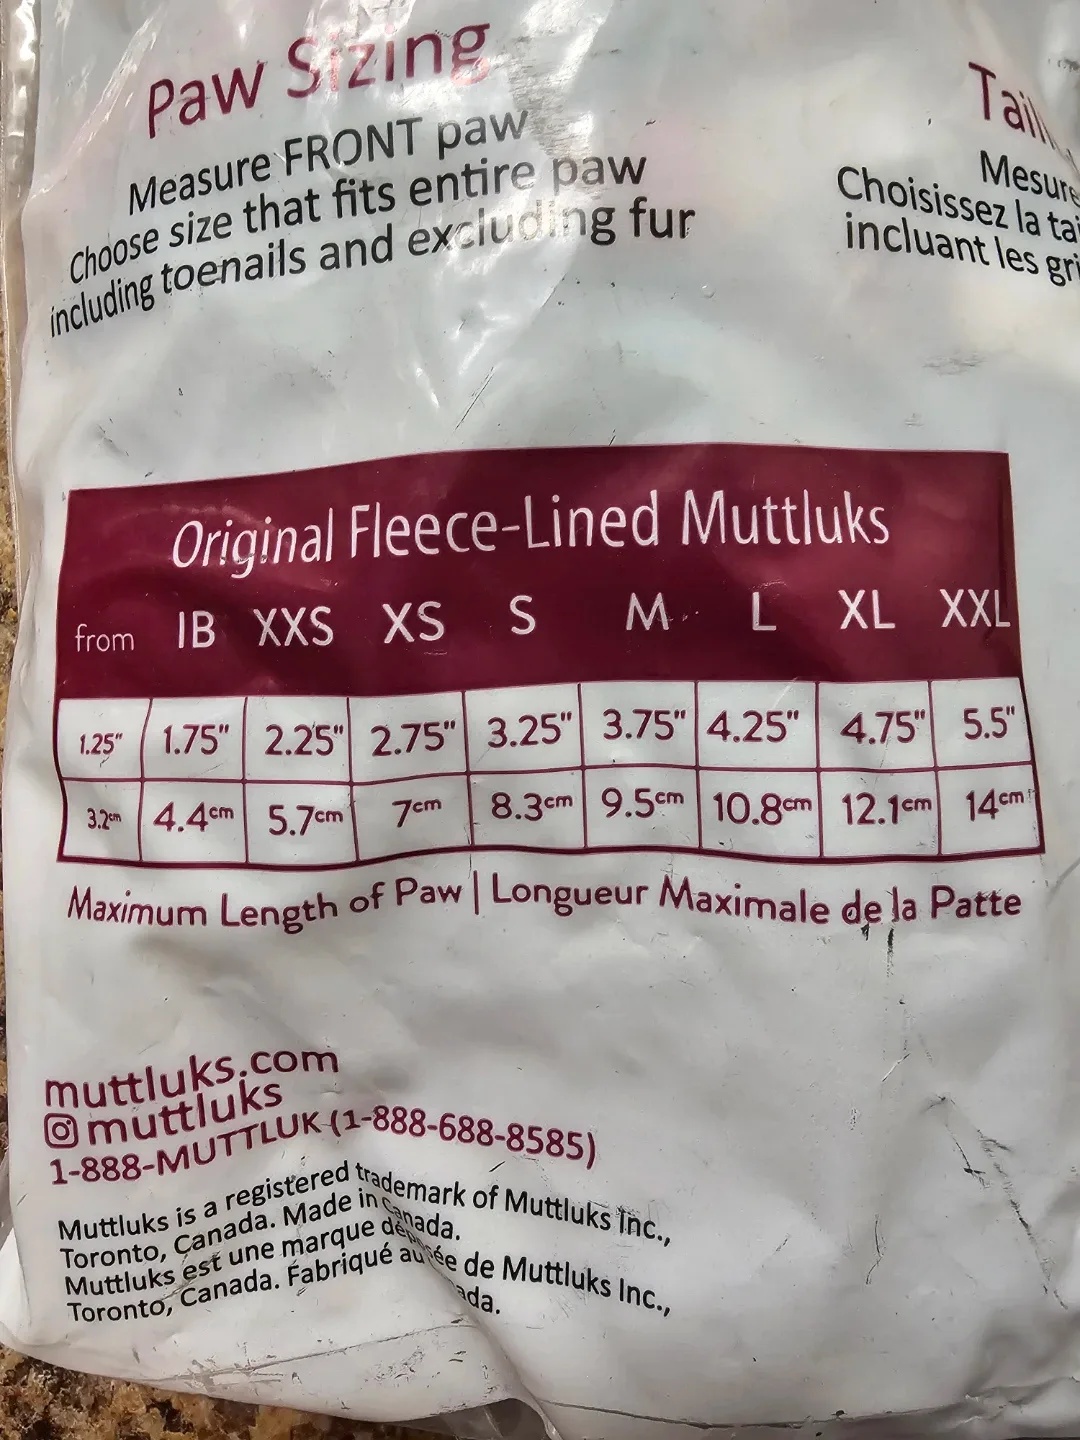 Paw Sizing
Measure FRONT paw
Choose size that fits entire paw
including toenails and excluding fur
Mesure
Choisissez la
incluant les
Original Fleece-Lined Muttluks
from IB XXS XS S M L XL XXL
1.25" 1.75" 2.25" 2.75" 3.25" 3.75" 4.25" 4.75" 5.5"
3.2cm 4.4cm 5.7cm 7cm 8.3cm 9.5cm 10.8cm 12.1cm 14cm
Maximum Length of Paw | Longueur Maximale de la Patte
muttluks.com
muttluks
1-888-MUTTLUK (1-888-688-8585)
Muttluks is a registered trademark of Muttluks Inc.,
Toronto, Canada. Made in Canada.
Muttluks est une marque déposée de Muttluks Inc.,
Toronto, Canada. Fabriqué au